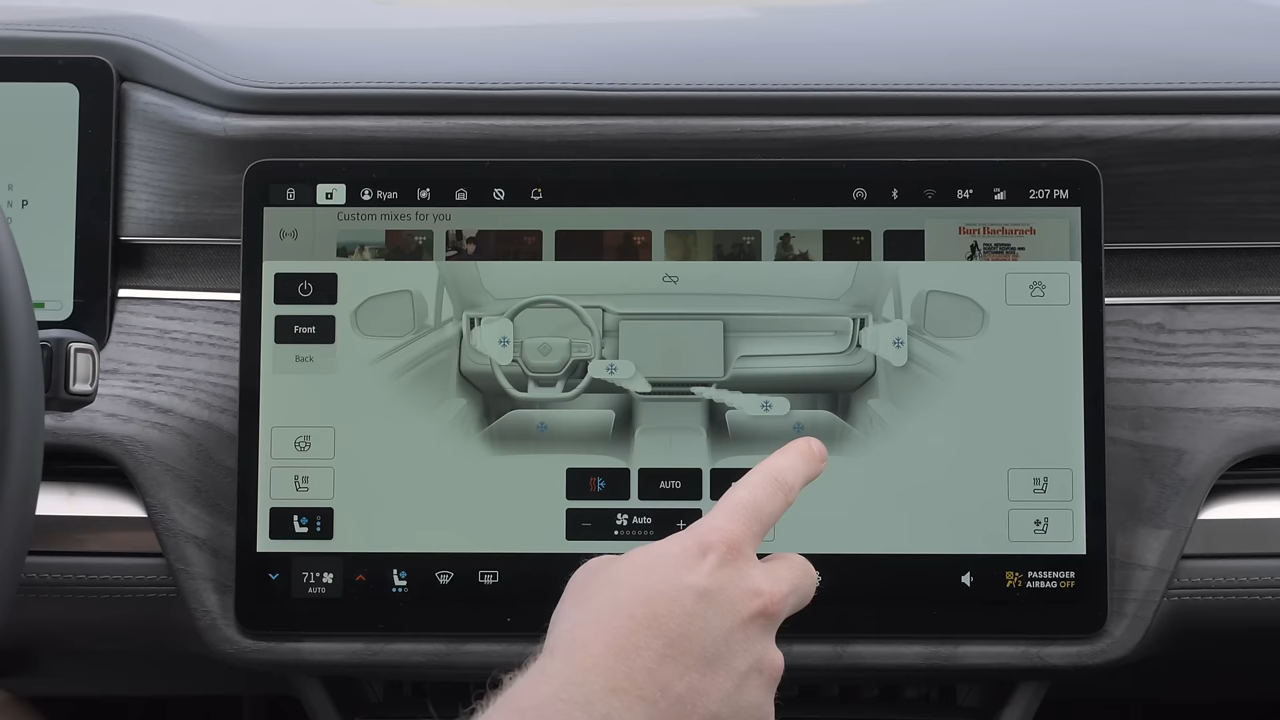 R
N P
D
Ryan
84°
LTE
2:07 PM
Custom mixes for you
Burt Bacharach
Front
Back
AUTO
Auto
71°
AUTO
PASSENGER
AIRBAG OFF